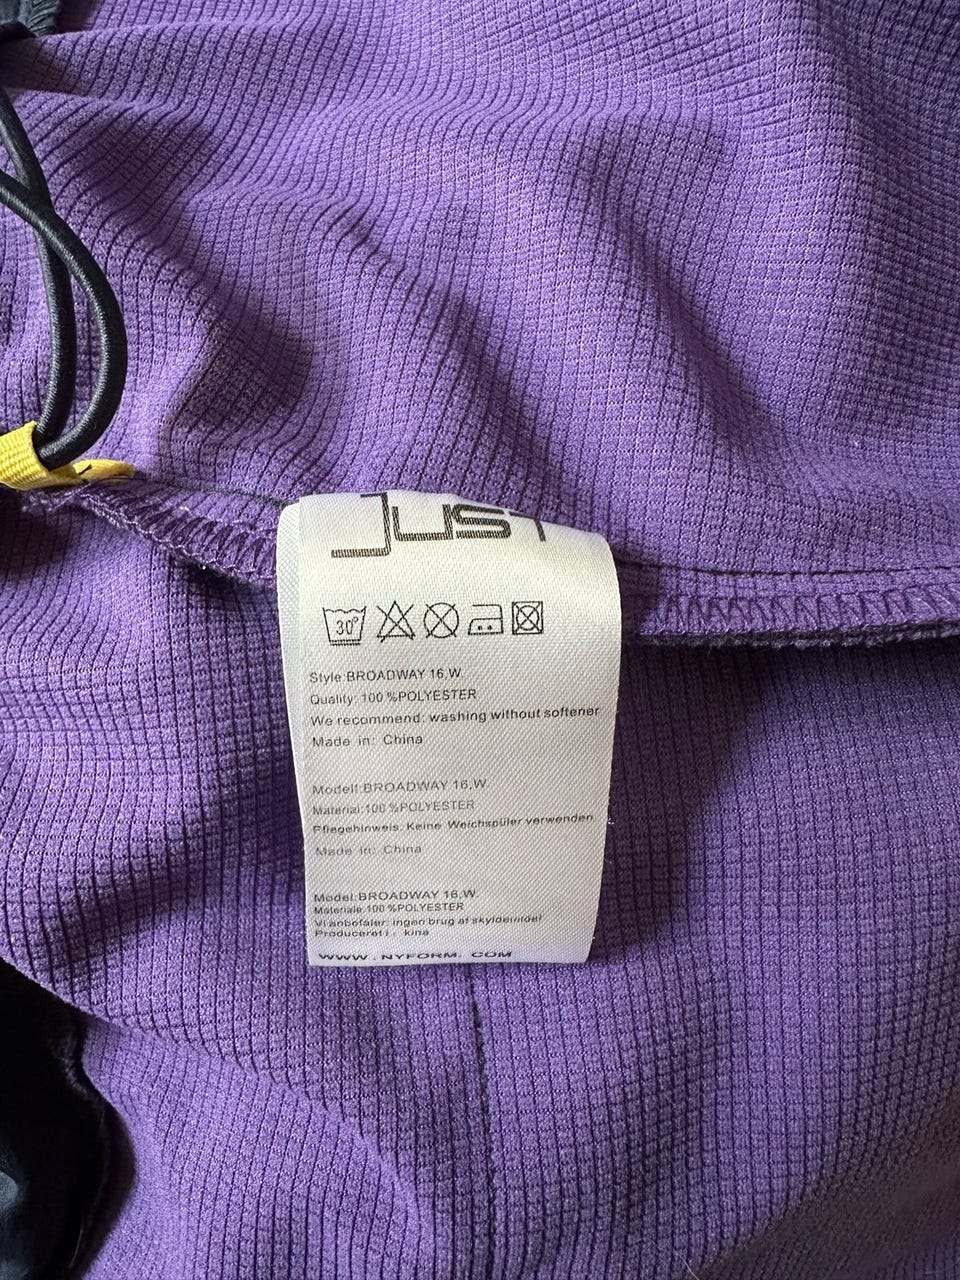 JUST
30°
Style:BROADWAY 16.W.
Quality: 100 %POLYESTER
We recommend: washing without softener
Made in: China
Modell:BROADWAY 16.W.
Material:100 %POLYESTER
Pflegehinweis: Keine Weichspüler verwenden
Made in: China
Model:BROADWAY 16.W.
Materiale:100 %POLYESTER
Vi anbefaler: ingen brug af skyldemidel
Produceret i : kina
WWW.NYFORM.COM